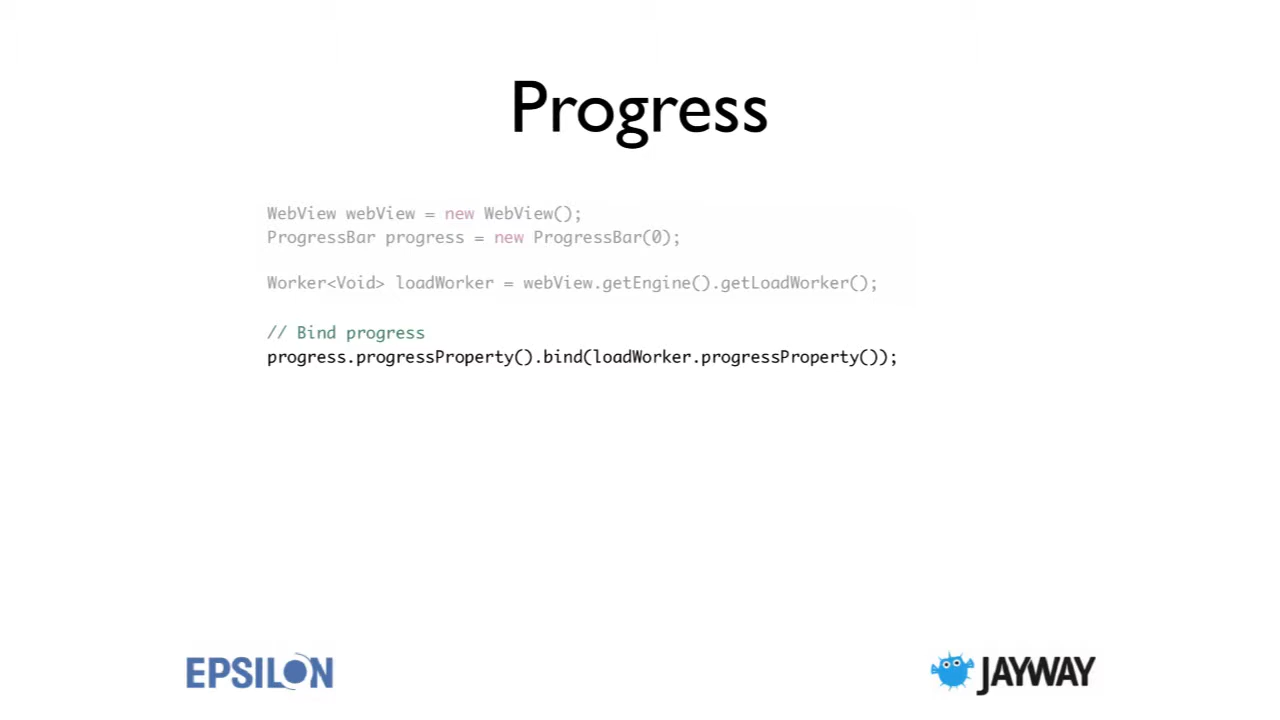 Progress
WebView webView = new WebView();
ProgressBar progress = new ProgressBar(0);
Worker<Void> loadWorker = webView.getEngine().getLoadWorker();
// Bind progress
progress.progressProperty().bind(loadWorker.progressProperty());
EPSILON
JAYWAY